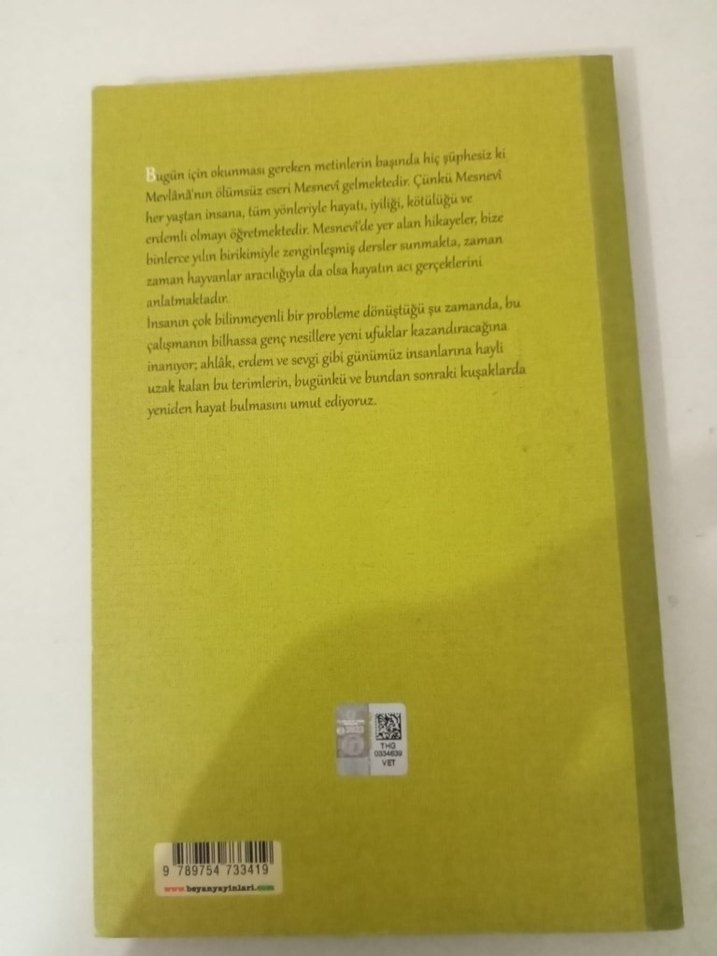 Bugün için okunması gereken metinlerin başında hiç şüphesiz ki
Mevlânâ'nın ölümsüz eseri Mesnevî gelmektedir. Çünkü Mesnevî
her yaştan insana, tüm yönleriyle hayatı, iyiliği, kötülüğü ve
erdemli olmayı öğretmektedir. Mesnevî'de yer alan hikayeler, bize
binlerce yılın birikimiyle zenginleşmiş dersler sunmakta, zaman
zaman hayvanlar aracılığıyla da olsa hayatın acı gerçeklerini
anlatmaktadır.
İnsanın çok bilinmeyenli bir probleme dönüştüğü şu zamanda, bu
çalışmanın bilhassa genç nesillere yeni ufuklar kazandıracağına
inanıyor; ahlâk, erdem ve sevgi gibi günümüz insanlarına hayli
uzak kalan bu terimlerin, bugünkü ve bundan sonraki kuşaklarda
yeniden hayat bulmasını umut ediyoruz.
THG
0334639
VET
9 789754 733419
www.beyanyayinlari.com